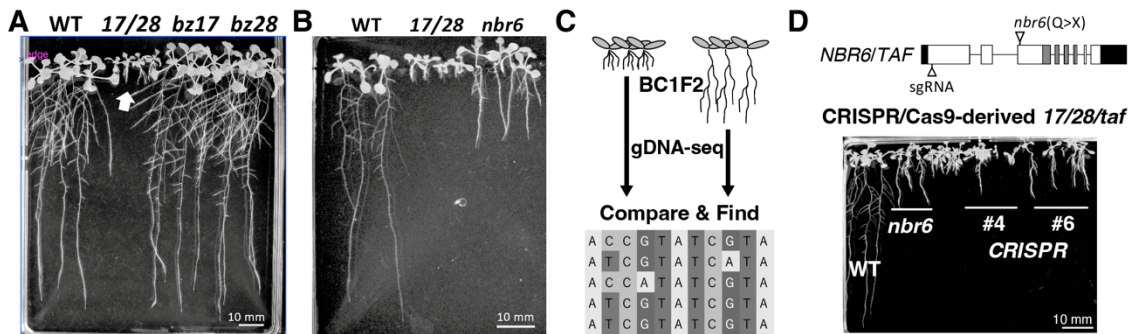 A
WT 17/28 bz17 bz28
edge
10 mm
B
WT 17/28 nbr6
10 mm
C
BC1F2
gDNA-seq
Compare & Find
A C C G T A T C G T A
A T C G T A T C A T A
A C C A T A T C G T A
A T C G T A T C G T A
A T C G T A T C G T A
D
nbr6(Q>X)
NBR6/TAF
sgRNA
CRISPR/Cas9-derived 17/28/taf
nbr6 #4 #6
CRISPR
WT
10 mm